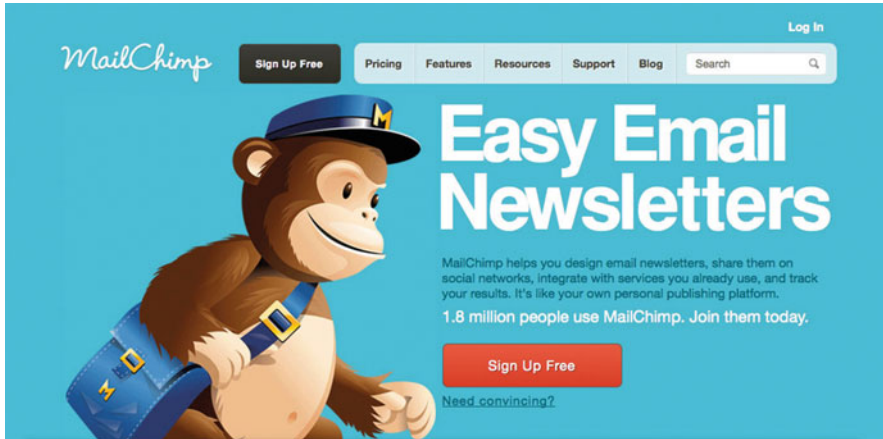 Log In
MailChimp
Sign Up Free
Pricing Features Resources Support Blog Search
M
Easy Email
Newsletters
MailChimp helps you design email newsletters, share them on
social networks, integrate with services you already use, and track
your results. It's like your own personal publishing platform.
1.8 million people use MailChimp. Join them today.
Sign Up Free
Need convincing?
M